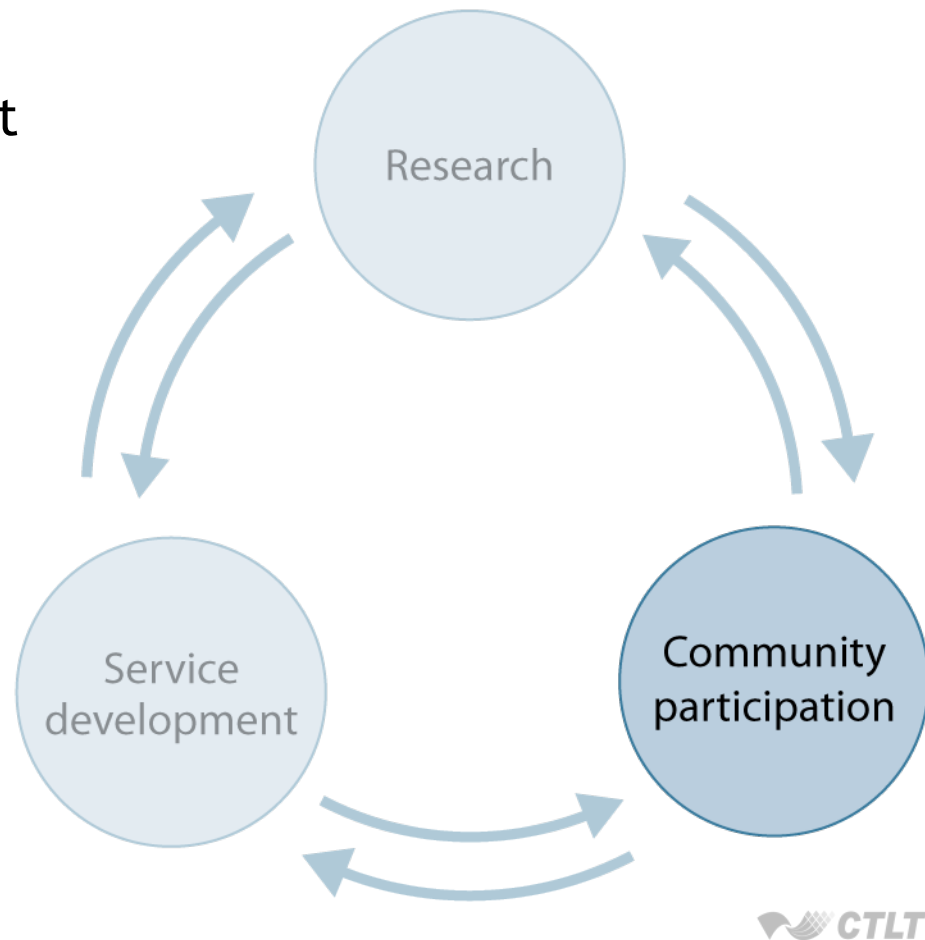 t
Research
Service
development
Community
participation
CTLT